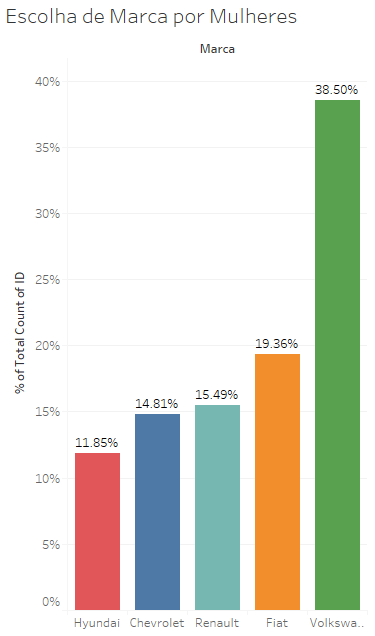 Escolha de Marca por Mulheres
Marca
% of Total Count of ID
40%
35%
30%
25%
20%
15%
10%
5%
0%
11.85%
14.81%
15.49%
19.36%
38.50%
Hyundai
Chevrolet
Renault
Fiat
Volkswa..